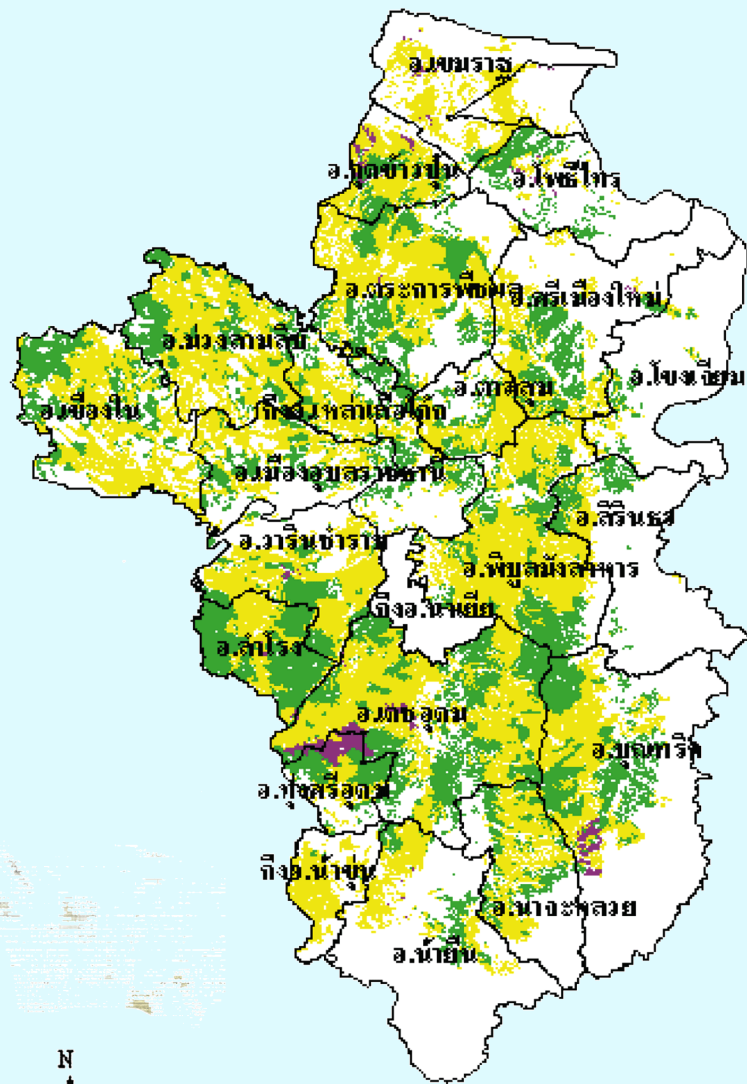 อ.เขมราฐ
อ.กุดข้าวปุ้น
อ.โพธิ์ไทร
อ.ตระการพืชผล
อ.ศรีเมืองใหม่
อ.ม่วงสามสิบ
อ.โขงเจียม
อ.ตาลสุม
อ.เขื่องใน
กิ่งอ.เหล่าเสือโก้ก
อ.เมืองอุบลราชธานี
อ.สิรินธร
อ.วารินชำราบ
อ.พิบูลมังสาหาร
กิ่งอ.นาเยีย
อ.สำโรง
อ.เดชอุดม
อ.บุณฑริก
อ.ทุ่งศรีอุดม
กิ่งอ.น้ำขุ่น
อ.นาจะหลวย
อ.น้ำยืน
N